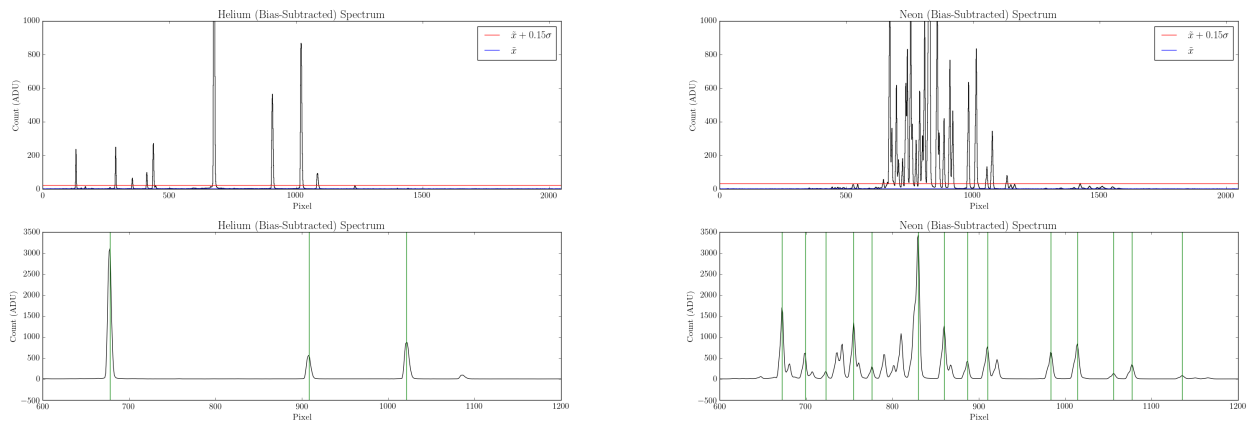 Helium (Bias-Subtracted) Spectrum
Count (ADU)
1000
800
600
400
200
0
x̃ + 0.15σ
x̃
0 500 1000 1500 2000
Pixel
Neon (Bias-Subtracted) Spectrum
Count (ADU)
1000
800
600
400
200
0
x̃ + 0.15σ
x̃
0 500 1000 1500 2000
Pixel
Helium (Bias-Subtracted) Spectrum
Count (ADU)
3500
3000
2500
2000
1500
1000
500
0
−500
600 700 800 900 1000 1100 1200
Pixel
Neon (Bias-Subtracted) Spectrum
Count (ADU)
3500
3000
2500
2000
1500
1000
500
0
−500
600 700 800 900 1000 1100 1200
Pixel